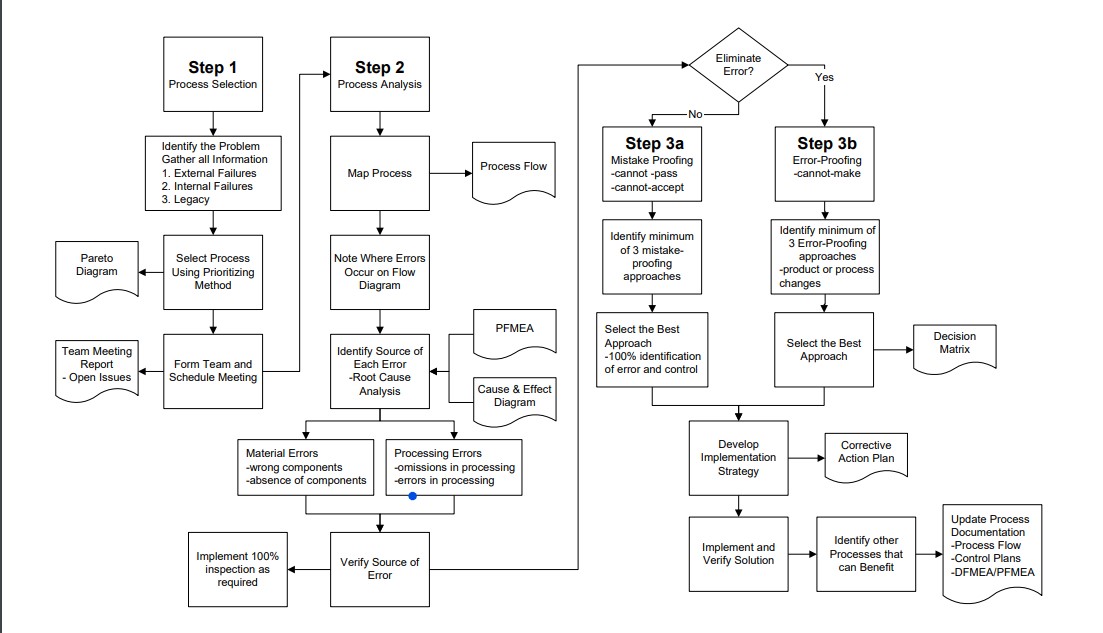 Step 1
Process Selection
Identify the Problem
Gather all Information
1. External Failures
2. Internal Failures
3. Legacy
Pareto
Diagram
Select Process
Using Prioritizing
Method
Team Meeting
Report
- Open Issues
Form Team and
Schedule Meeting
Step 2
Process Analysis
Map Process
Process Flow
Note Where Errors
Occur on Flow
Diagram
Identify Source of
Each Error
-Root Cause
Analysis
PFMEA
Cause & Effect
Diagram
Material Errors
-wrong components
-absence of components
Processing Errors
-omissions in processing
-errors in processing
Implement 100%
inspection as
required
Verify Source of
Error
Eliminate
Error?
No
Yes
Step 3a
Mistake Proofing
-cannot -pass
-cannot-accept
Identify minimum
of 3 mistake-
proofing
approaches
Select the Best
Approach
-100% identification
of error and control
Step 3b
Error-Proofing
-cannot-make
Identify minimum of
3 Error-Proofing
approaches
-product or process
changes
Select the Best
Approach
Decision
Matrix
Develop
Implementation
Strategy
Corrective
Action Plan
Implement and
Verify Solution
Identify other
Processes that
can Benefit
Update Process
Documentation
-Process Flow
-Control Plans
-DFMEA/PFMEA